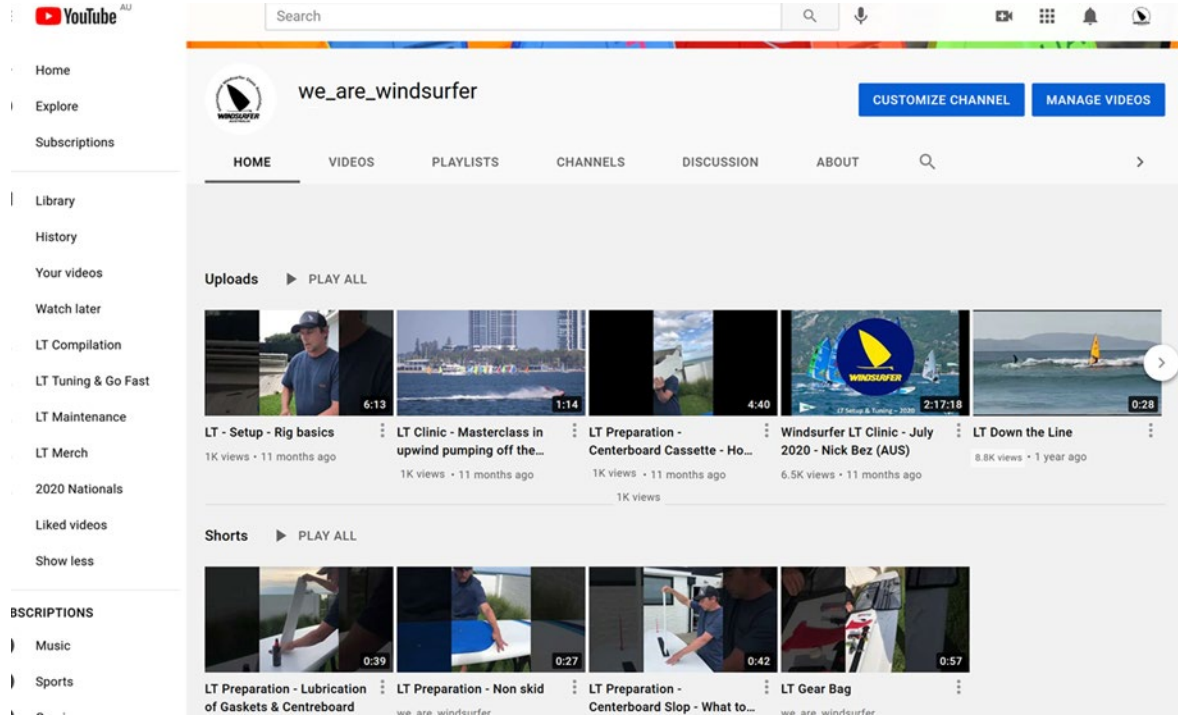 YouTube AU
Search
Home
Explore
Subscriptions
Library
History
Your videos
Watch later
LT Compilation
LT Tuning & Go Fast
LT Maintenance
LT Merch
2020 Nationals
Liked videos
Show less
BSCRIPTIONS
Music
Sports
WINDSURFER
AUSTRALIA
we_are_windsurfer
CUSTOMIZE CHANNEL
MANAGE VIDEOS
HOME VIDEOS PLAYLISTS CHANNELS DISCUSSION ABOUT
Uploads PLAY ALL
6:13
LT - Setup - Rig basics
1K views • 11 months ago
1:14
LT Clinic - Masterclass in
upwind pumping off the...
1K views • 11 months ago
4:40
LT Preparation -
Centerboard Cassette - Ho...
1K views • 11 months ago
1K views
WINDSURFER
LT Setup & Tuning - 2020
2:17:18
Windsurfer LT Clinic - July
2020 - Nick Bez (AUS)
6.5K views • 11 months ago
0:28
LT Down the Line
8.8K views • 1 year ago
Shorts PLAY ALL
0:39
LT Preparation - Lubrication
of Gaskets & Centreboard
0:27
LT Preparation - Non skid
we_are_windsurfer
0:42
LT Preparation -
Centerboard Slop - What to...
0:57
LT Gear Bag
we_are_windsurfer